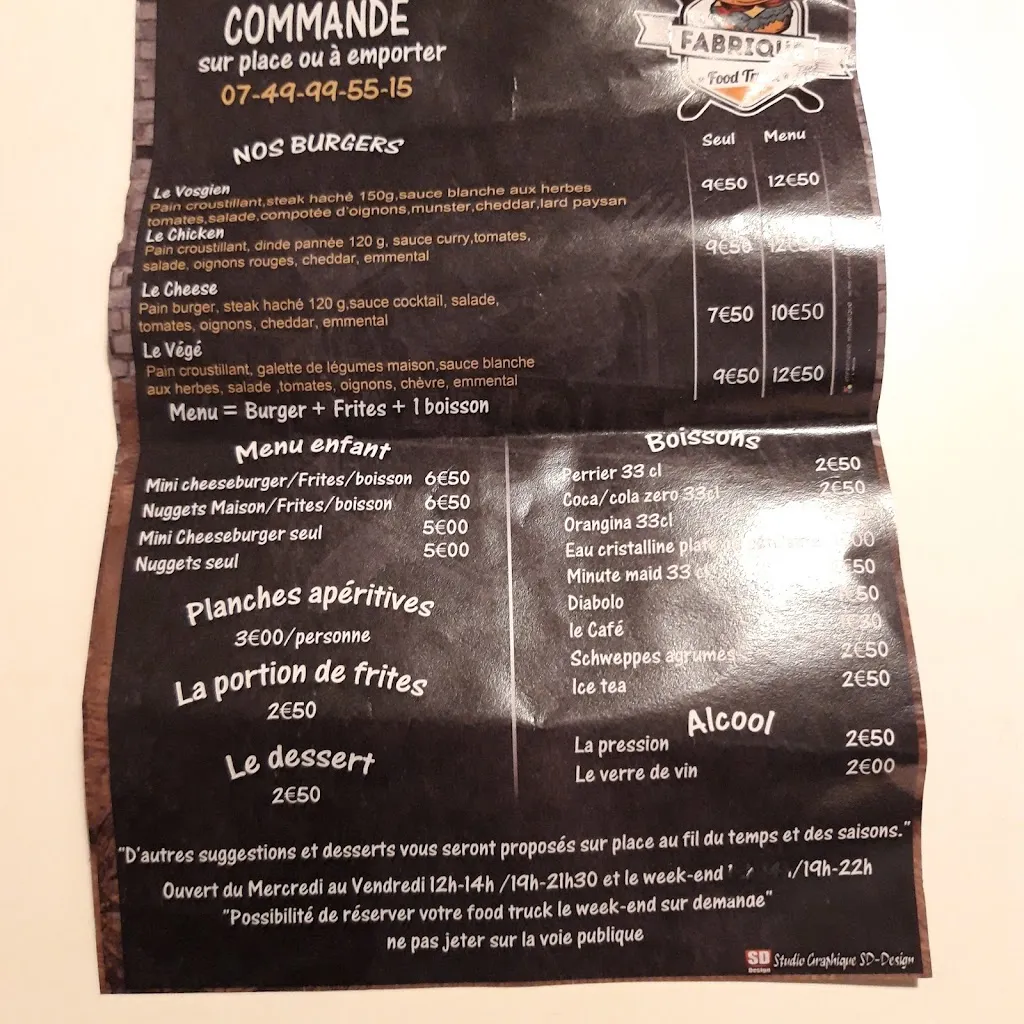 COMMANDE
sur place ou à emporter
07-49-99-55-15
FABRIQUE
Food Truck
NOS BURGERS
Seul Menu
Le Vosgien
Pain croustillant,steak haché 150g,sauce blanche aux herbes
tomates,salade,compotée d'oignons,munster,cheddar,lard paysan
9€50 12€50
Le Chicken
Pain croustillant, dinde pannée 120 g, sauce curry,tomates,
salade, oignons rouges, cheddar, emmental
9€50 12€50
Le Cheese
Pain burger, steak haché 120 g,sauce cocktail, salade,
tomates, oignons, cheddar, emmental
7€50 10€50
Le Végé
Pain croustillant, galette de légumes maison,sauce blanche
aux herbes, salade ,tomates, oignons, chèvre, emmental
9€50 12€50
Menu = Burger + Frites + 1 boisson
Menu enfant
Mini cheeseburger/Frites/boisson 6€50
Nuggets Maison/Frites/boisson 6€50
Mini Cheeseburger seul 5€00
Nuggets seul 5€00
Planches apéritives
3€00/personne
La portion de frites
2€50
Le dessert
2€50
Boissons
Perrier 33 cl 2€50
Coca/cola zero 33cl 2€50
Orangina 33cl
Eau cristalline
Minute maid 33
Diabolo
le Café
Schweppes agrumes 2€50
Ice tea 2€50
Alcool
La pression 2€50
Le verre de vin 2€00
"D'autres suggestions et desserts vous seront proposés sur place au fil du temps et des saisons."
Ouvert du Mercredi au Vendredi 12h-14h /19h-21h30 et le week-end /19h-22h
"Possibilité de réserver votre food truck le week-end sur demande"
ne pas jeter sur la voie publique
SD Design Studio Graphique SD-Design